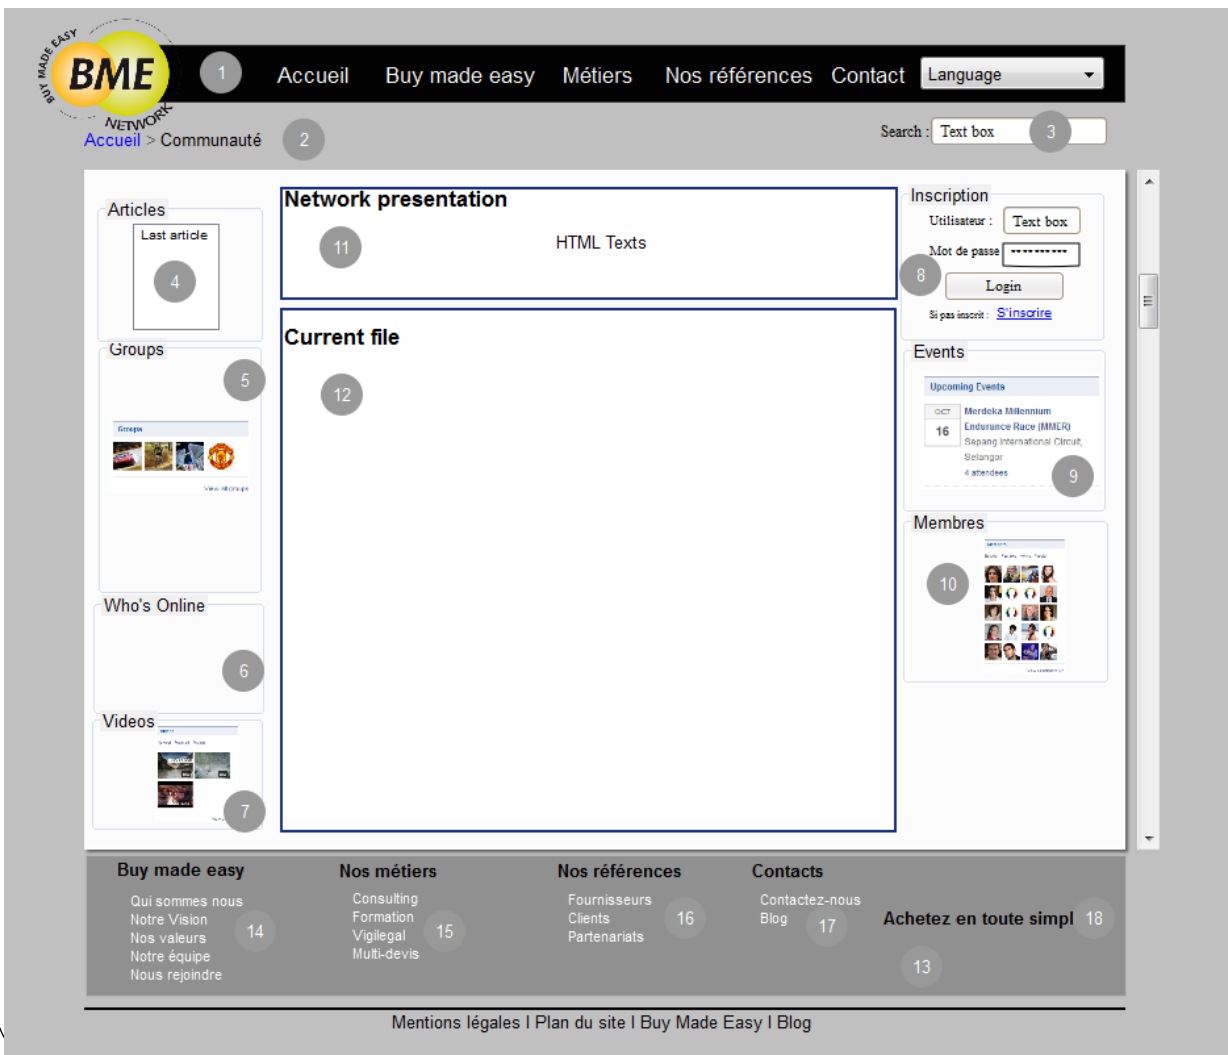 BUY MADE EASY
BME
NETWORK
1
Accueil
Buy made easy
Métiers
Nos références
Contact
Language
Accueil > Communauté
2
Search :
Text box
3
Articles
Last article
4
Groups
5
Groups
View all groups
Who's Online
6
Videos
7
Network presentation
11
HTML Texts
Current file
12
Inscription
Utilisateur :
Text box
Mot de passe
8
Login
Si pas inscrit :
S'inscrire
Events
Upcoming Events
OCT
16
Merdeka Millennium
Endurance Race (MMER)
Sepang International Circuit,
Selangor
4 attendees
9
Membres
10
Buy made easy
Qui sommes nous
Notre Vision
Nos valeurs
Notre équipe
Nous rejoindre
14
Nos métiers
Consulting
Formation
Vigilegal
Multi-devis
15
Nos références
Fournisseurs
Clients
Partenariats
16
Contacts
Contactez-nous
Blog
17
Achetez en toute simpl
18
13
Mentions légales I Plan du site I Buy Made Easy I Blog